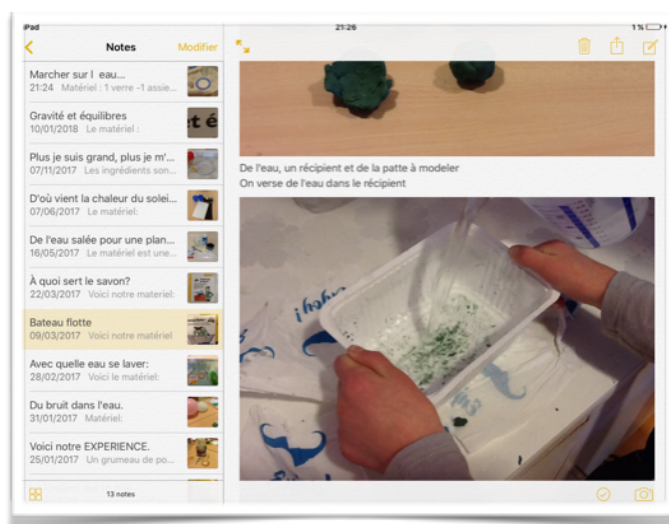 iPad
21:26
1 %
Notes
Modifier
Marcher sur l eau...
21:24 Matériel : 1 verre -1 assie...
Gravité et équilibres
10/01/2018 Le matériel :
t é
Plus je suis grand, plus je m'...
07/11/2017 Les ingrédients son...
D'où vient la chaleur du solei...
07/06/2017 Le matériel:
De l'eau salée pour une plan...
16/05/2017 Le matériel est une...
À quoi sert le savon?
22/03/2017 Voici notre materiel:
Bateau flotte
09/03/2017 Voici notre matériel
Avec quelle eau se laver:
28/02/2017 Voici le matériel:
Du bruit dans l'eau.
31/01/2017 Matériel:
Voici notre EXPERIENCE.
25/01/2017 Un grumeau de po...
13 notes
De l'eau, un récipient et de la patte à modeler
On verse de l'eau dans le récipient
enjoy!